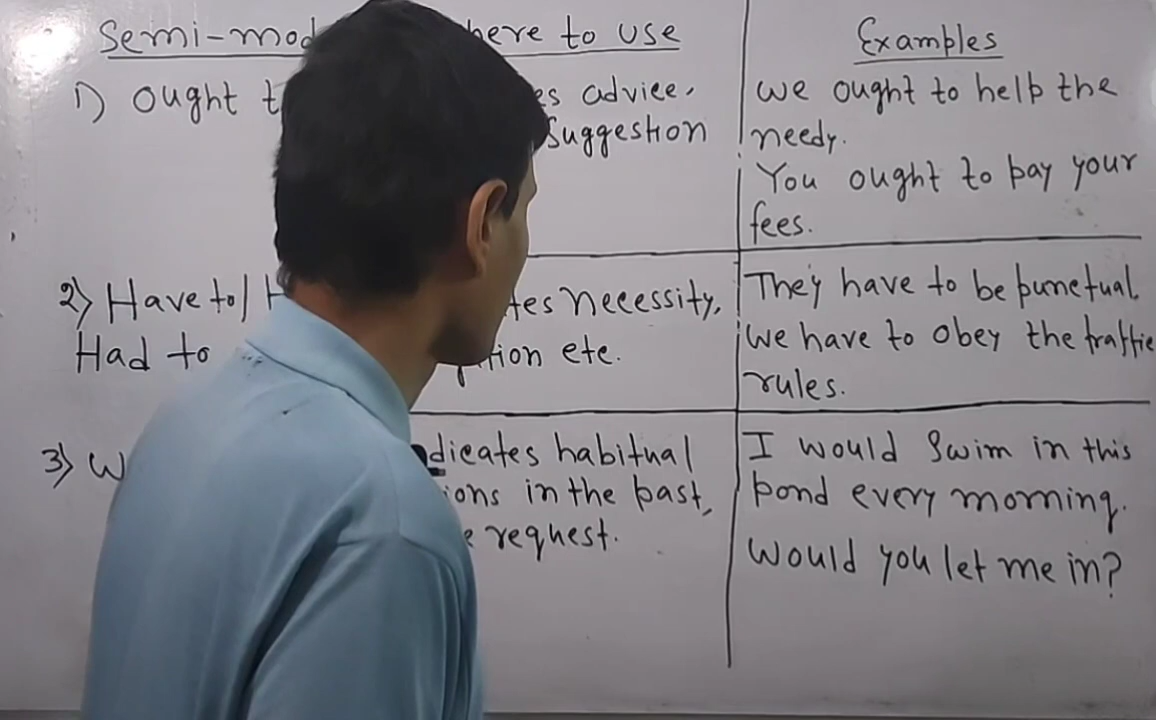 Semi-mod here to use
Examples
1) Ought t es advice.
Suggestion
We ought to help the
needy.
You ought to pay your
fees.
2) Have to/ H tes necessity,
Had to tion etc.
They have to be punctual.
We have to obey the traffic
rules.
3) W dicates habitual
ions in the past,
e request.
I would swim in this
pond every morning.
Would you let me in?